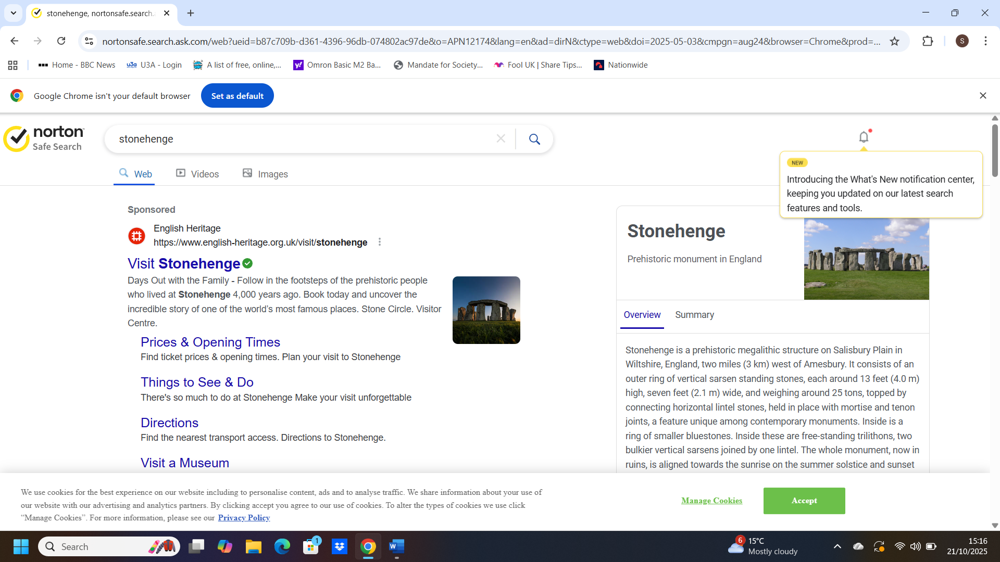 stonehenge, nortonsafe.search.
nortonsafe.search.ask.com/web?ueid=b87c709b-d361-4396-96db-074802ac97de&o=APN12174&lang=en&ad=dirN&ctype=web&doi=2025-05-03&cmpgn=aug24&browser=Chrome&prod=...
S
Home - BBC News
u3a U3A - Login
A list of free, online,...
y! Omron Basic M2 Ba...
Mandate for Society...
Fool UK | Share Tips...
Nationwide
Google Chrome isn't your default browser
Set as default
norton
Safe Search
stonehenge
Web
Videos
Images
NEW
Introducing the What's New notification center,
keeping you updated on our latest search
features and tools.
Sponsored
English Heritage
https://www.english-heritage.org.uk/visit/stonehenge
Visit Stonehenge
Days Out with the Family - Follow in the footsteps of the prehistoric people
who lived at Stonehenge 4,000 years ago. Book today and uncover the
incredible story of one of the world’s most famous places. Stone Circle. Visitor
Centre.
Prices & Opening Times
Find ticket prices & opening times. Plan your visit to Stonehenge
Things to See & Do
There's so much to do at Stonehenge Make your visit unforgettable
Directions
Find the nearest transport access. Directions to Stonehenge.
Visit a Museum
Stonehenge
Prehistoric monument in England
Overview
Summary
Stonehenge is a prehistoric megalithic structure on Salisbury Plain in
Wiltshire, England, two miles (3 km) west of Amesbury. It consists of an
outer ring of vertical sarsen standing stones, each around 13 feet (4.0 m)
high, seven feet (2.1 m) wide, and weighing around 25 tons, topped by
connecting horizontal lintel stones, held in place with mortise and tenon
joints, a feature unique among contemporary monuments. Inside is a
ring of smaller bluestones. Inside these are free-standing trilithons, two
bulkier vertical sarsens joined by one lintel. The whole monument, now in
ruins, is aligned towards the sunrise on the summer solstice and sunset
We use cookies for the best experience on our website including to personalise content, ads and to analyse traffic. We share information about your use of
our website with our advertising and analytics partners. By clicking accept you agree to our use of cookies. To alter the types of cookies we use click
“Manage Cookies”. For more information, please see our Privacy Policy
Manage Cookies
Accept
Search
1
W
6
15°C
Mostly cloudy
15:16
21/10/2025